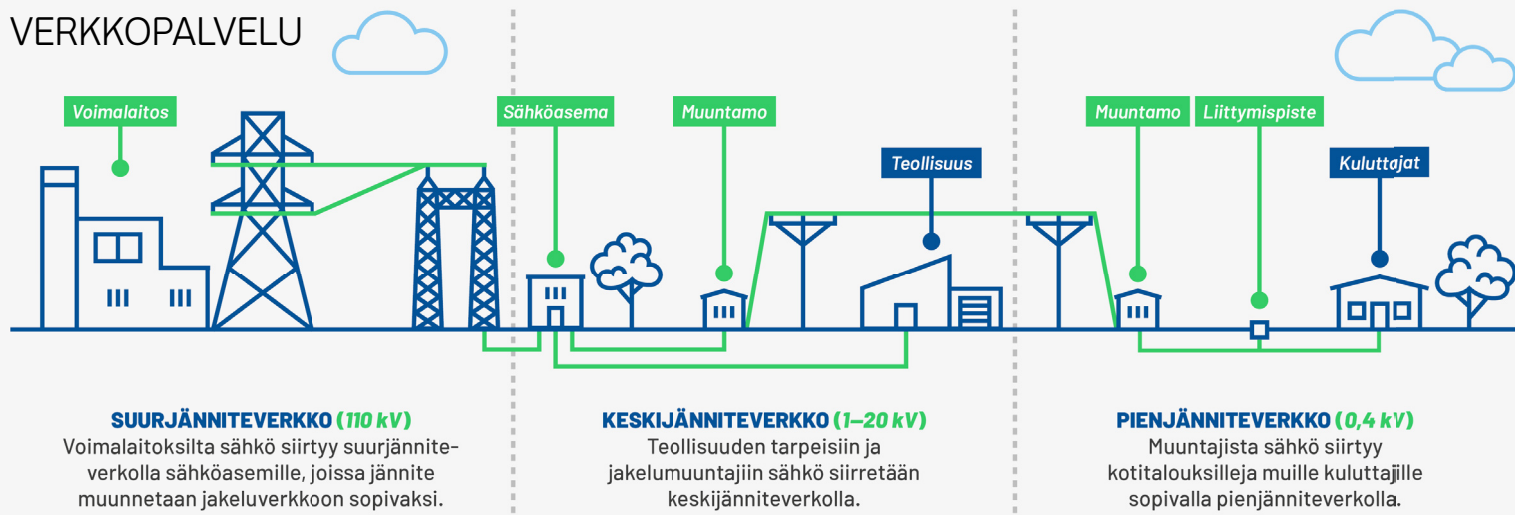 VERKKOPALVELU
Voimalaitos
Sähköasema
Muuntamo
Teollisuus
Muuntamo
Liittymispiste
Kuluttajat
SUURJÄNNITEVERKKO (110 kV)
Voimalaitoksilta sähkö siirtyy suurjännite-
verkolla sähköasemille, joissa jännite
muunnetaan jakeluverkkoon sopivaksi.
KESKIJÄNNITEVERKKO (1–20 kV)
Teollisuuden tarpeisiin ja
jakelumuuntajiin sähkö siirretään
keskijänniteverkolla.
PIENJÄNNITEVERKKO (0,4 kV)
Muuntajista sähkö siirtyy
kotitalouksilleja muille kuluttajille
sopivalla pienjänniteverkolla.